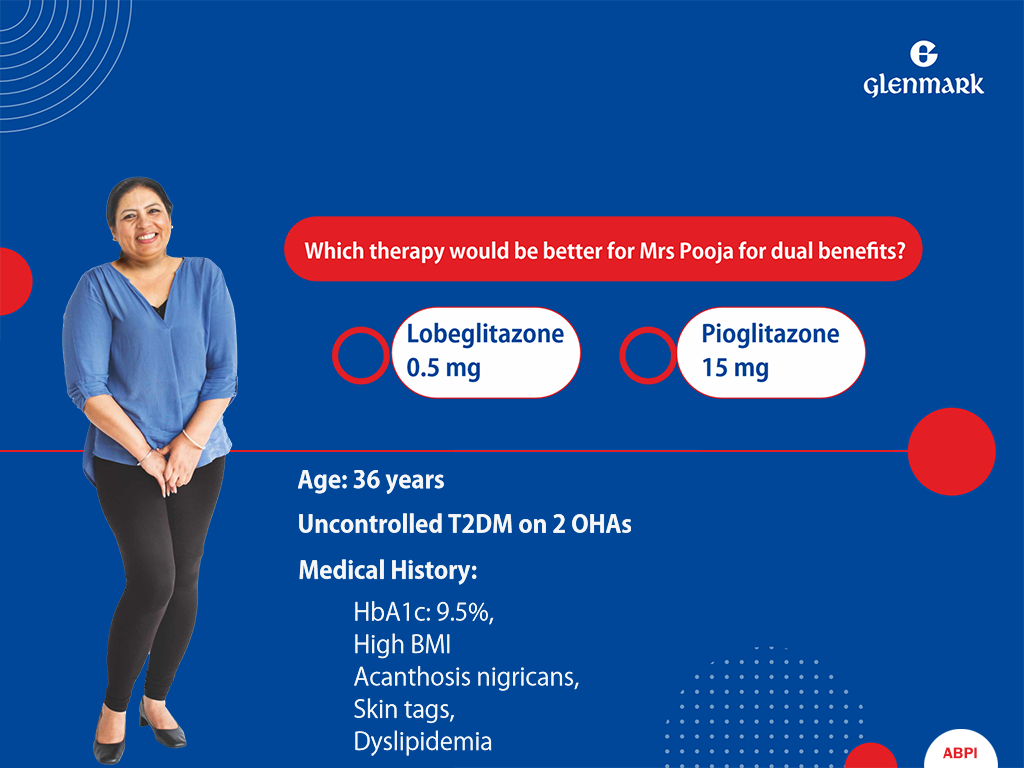 GLENMARK
Which therapy would be better for Mrs Pooja for dual benefits?
Lobeglitazone
0.5 mg
Pioglitazone
15 mg
Age: 36 years
Uncontrolled T2DM on 2 OHAs
Medical History:
HbA1c: 9.5%,
High BMI
Acanthosis nigricans,
Skin tags,
Dyslipidemia
ABPI